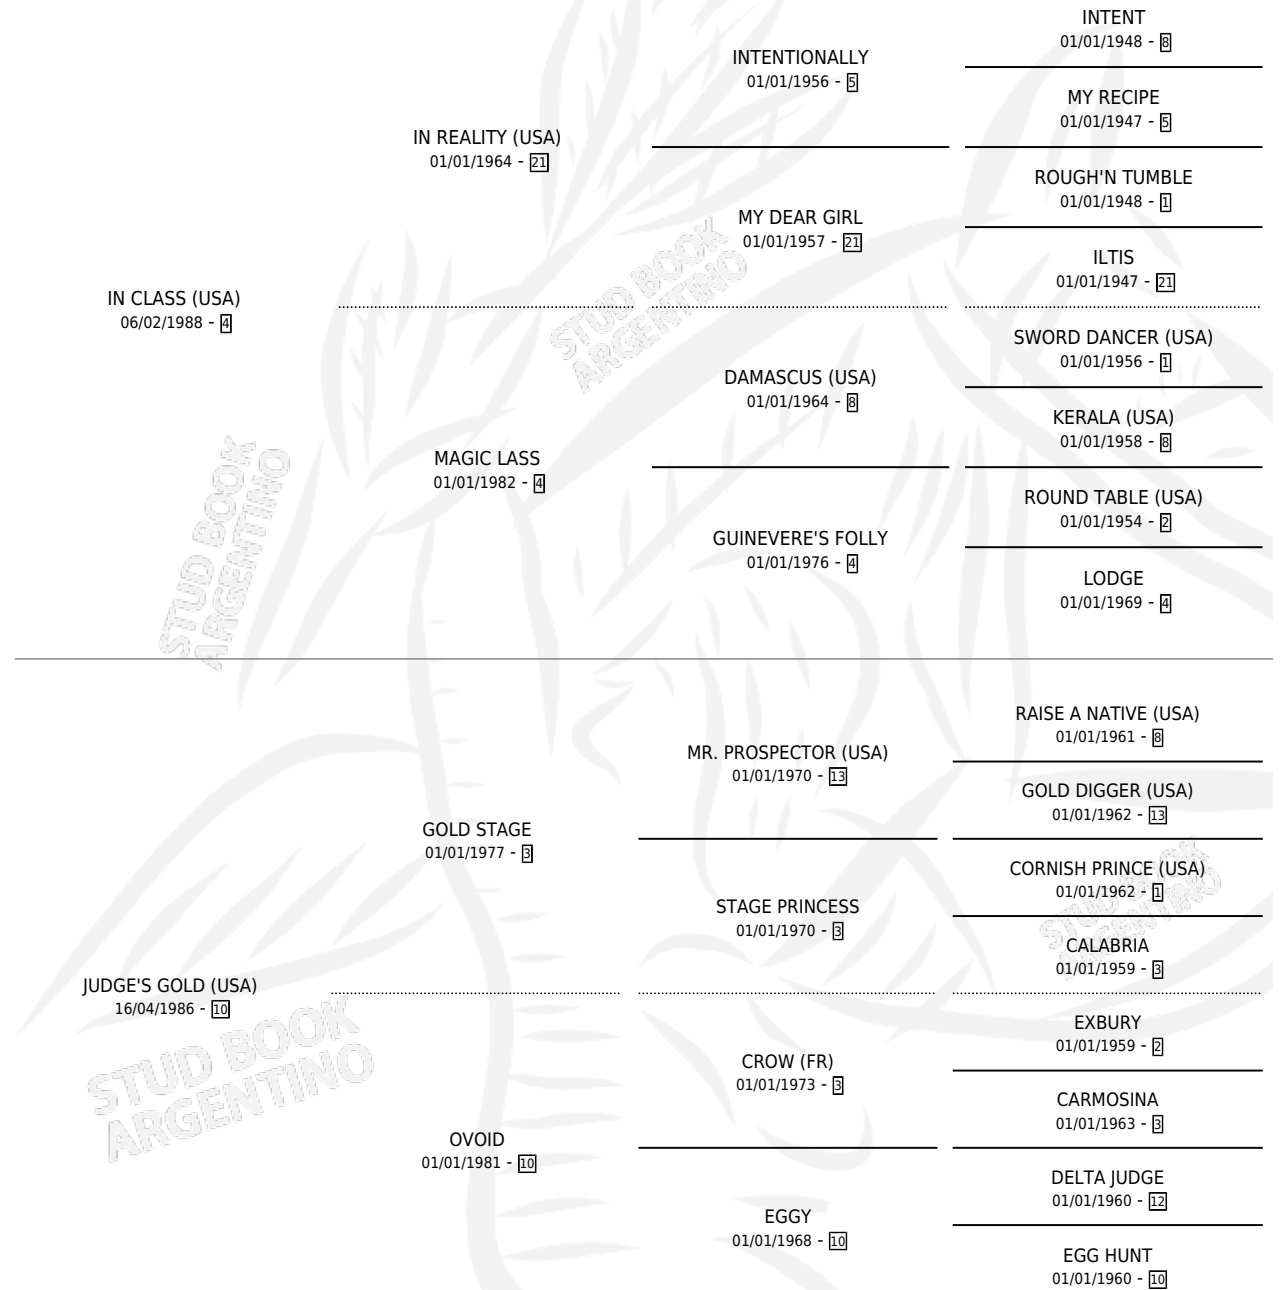 INTENT
01/01/1948 - 8
INTENTIONALLY
01/01/1956 - 5
MY RECIPE
01/01/1947 - 5
IN REALITY (USA)
01/01/1964 - 21
ROUGH'N TUMBLE
01/01/1948 - 1
MY DEAR GIRL
01/01/1957 - 21
ILTIS
01/01/1947 - 21
IN CLASS (USA)
06/02/1988 - 4
STUD BOOK
ARGENTINO
SWORD DANCER (USA)
01/01/1956 - 1
DAMASCUS (USA)
01/01/1964 - 8
KERALA (USA)
01/01/1958 - 8
MAGIC LASS
01/01/1982 - 4
ROUND TABLE (USA)
01/01/1954 - 2
GUINEVERE'S FOLLY
01/01/1976 - 4
LODGE
01/01/1969 - 4
STUD BOOK
ARGENTINO
RAISE A NATIVE (USA)
01/01/1961 - 8
MR. PROSPECTOR (USA)
01/01/1970 - 13
GOLD DIGGER (USA)
01/01/1962 - 13
GOLD STAGE
01/01/1977 - 3
CORNISH PRINCE (USA)
01/01/1962 - 1
STAGE PRINCESS
01/01/1970 - 3
STUD BOOK
ARGENTINO
CALABRIA
01/01/1959 - 3
JUDGE'S GOLD (USA)
16/04/1986 - 10
STUD BOOK
ARGENTINO
EXBURY
01/01/1959 - 2
CROW (FR)
01/01/1973 - 3
CARMOSINA
01/01/1963 - 3
OVOID
01/01/1981 - 10
DELTA JUDGE
01/01/1960 - 12
EGGY
01/01/1968 - 10
EGG HUNT
01/01/1960 - 10